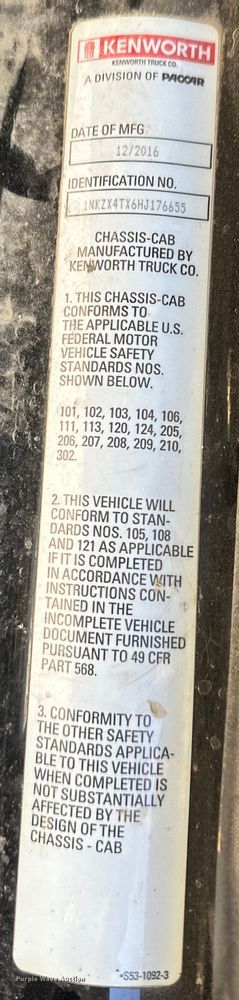 KENWORTH
KENWORTH TRUCK CO.
A DIVISION OF PACCAR
DATE OF MFG
12/2016
IDENTIFICATION NO.
1NKZX4TX6HJ176655
CHASSIS-CAB
MANUFACTURED BY
KENWORTH TRUCK CO.
1. THIS CHASSIS-CAB
CONFORMS TO
THE APPLICABLE U.S.
FEDERAL MOTOR
VEHICLE SAFETY
STANDARDS NOS.
SHOWN BELOW.
101, 102, 103, 104, 106,
111, 113, 120, 124, 205,
206, 207, 208, 209, 210,
302.
2. THIS VEHICLE WILL
CONFORM TO STAN-
DARDS NOS. 105, 108
AND 121 AS APPLICABLE
IF IT IS COMPLETED
IN ACCORDANCE WITH
INSTRUCTIONS CON-
TAINED IN THE
INCOMPLETE VEHICLE
DOCUMENT FURNISHED
PURSUANT TO 49 CFR
PART 568.
3. CONFORMITY TO
THE OTHER SAFETY
STANDARDS APPLICA-
BLE TO THIS VEHICLE
WHEN COMPLETED IS
NOT SUBSTANTIALLY
AFFECTED BY THE
DESIGN OF THE
CHASSIS - CAB
S53-1092-3
Purple Wave Auction